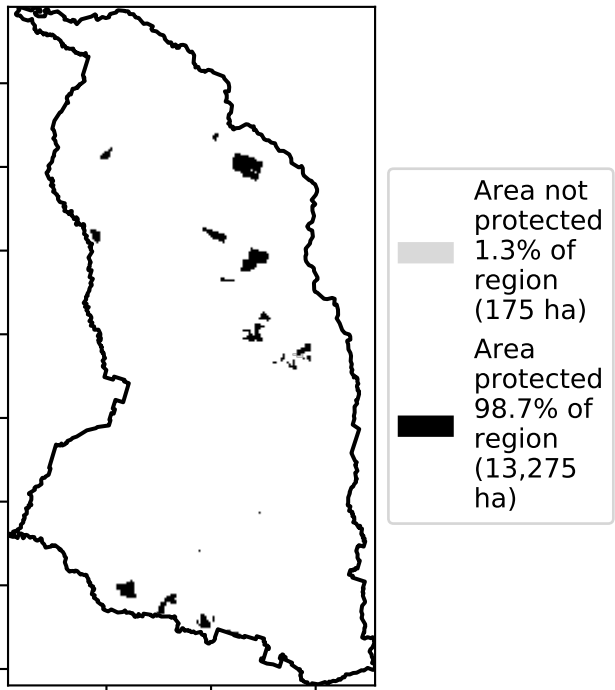 Area not
protected
1.3% of
region
(175 ha)
Area
protected
98.7% of
region
(13,275
ha)